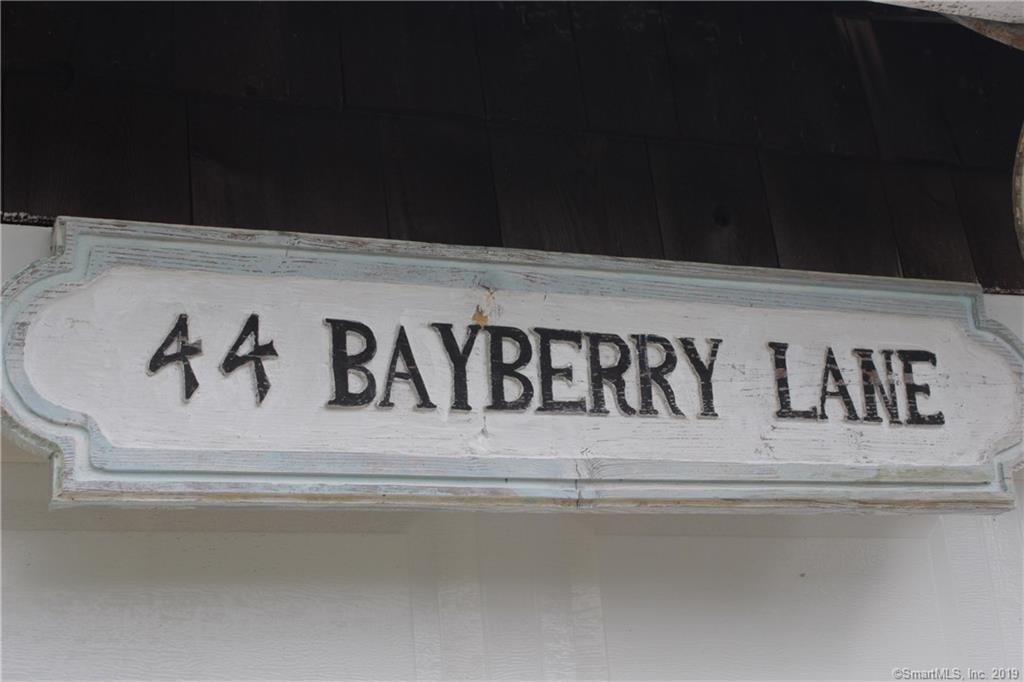 44 BAYBERRY LANE
©SmartMLS, Inc. 2019